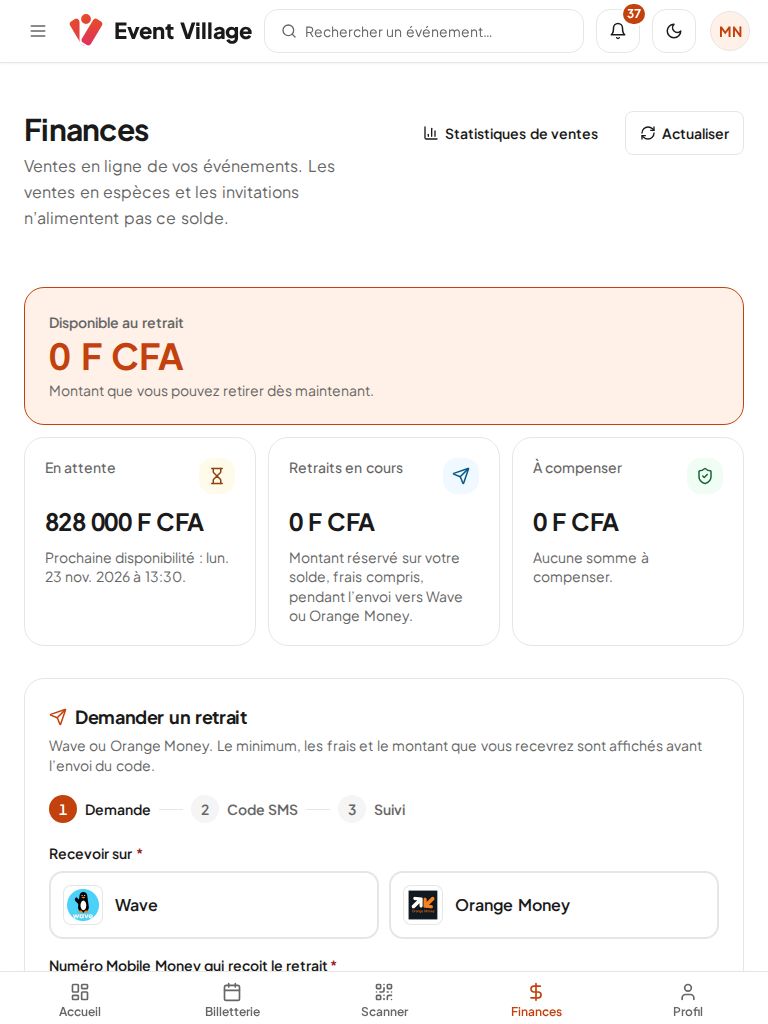 Event Village
Rechercher un événement...
37
MN
Finances
Statistiques de ventes
Actualiser
Ventes en ligne de vos événements. Les
ventes en espèces et les invitations
n'alimentent pas ce solde.
Disponible au retrait
0 F CFA
Montant que vous pouvez retirer dès maintenant.
En attente
828 000 F CFA
Prochaine disponibilité : lun.
23 nov. 2026 à 13:30.
Retraits en cours
0 F CFA
Montant réservé sur votre
solde, frais compris,
pendant l'envoi vers Wave
ou Orange Money.
À compenser
0 F CFA
Aucune somme à
compenser.
Demander un retrait
Wave ou Orange Money. Le minimum, les frais et le montant que vous recevrez sont affichés avant
l'envoi du code.
1 Demande
2 Code SMS
3 Suivi
Recevoir sur *
wave
Wave
Orange Money
Numéro Mobile Money qui reçoit le retrait *
Accueil
Billetterie
Scanner
Finances
Profil